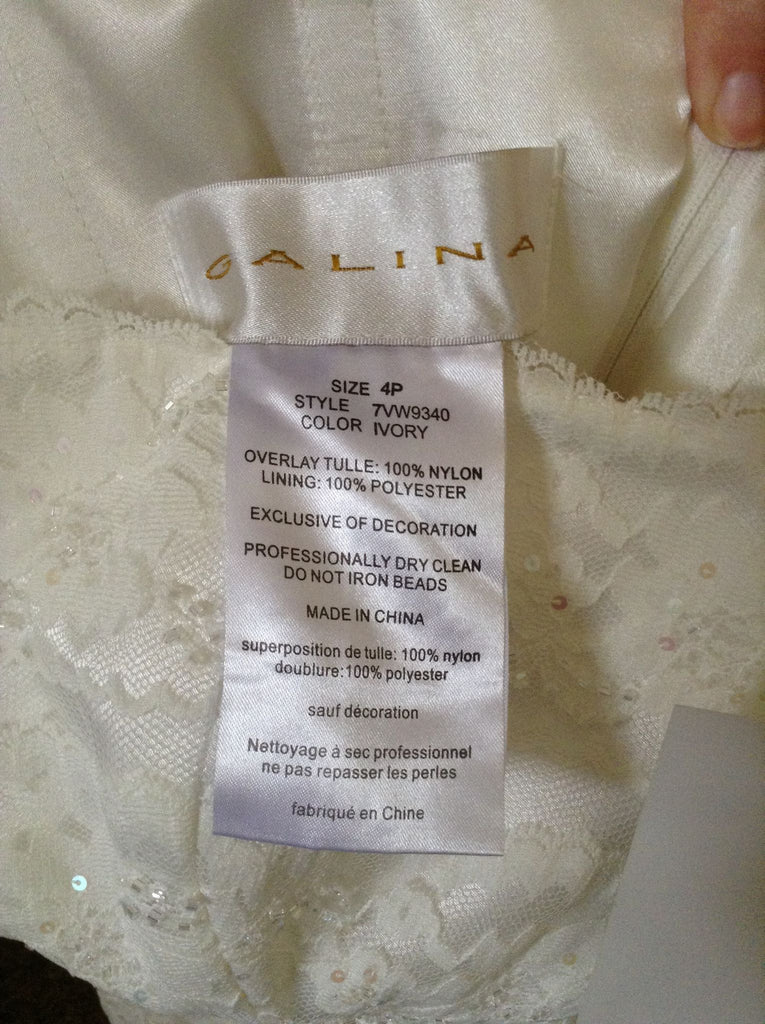 GALINA
SIZE 4P
STYLE 7VW9340
COLOR IVORY
OVERLAY TULLE: 100% NYLON
LINING: 100% POLYESTER
EXCLUSIVE OF DECORATION
PROFESSIONALLY DRY CLEAN
DO NOT IRON BEADS
MADE IN CHINA
superposition de tulle: 100% nylon
doublure:100% polyester
sauf décoration
Nettoyage à sec professionnel
ne pas repasser les perles
fabriqué en Chine